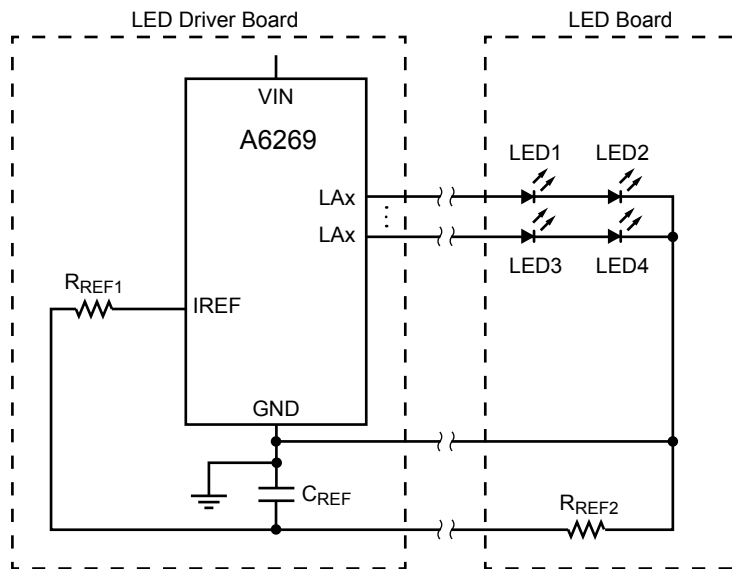 LED Driver Board
LED Board
VIN
A6269
LED1
LED2
LAx
LAx
LED3
LED4
RREF1
IREF
GND
CREF
RREF2